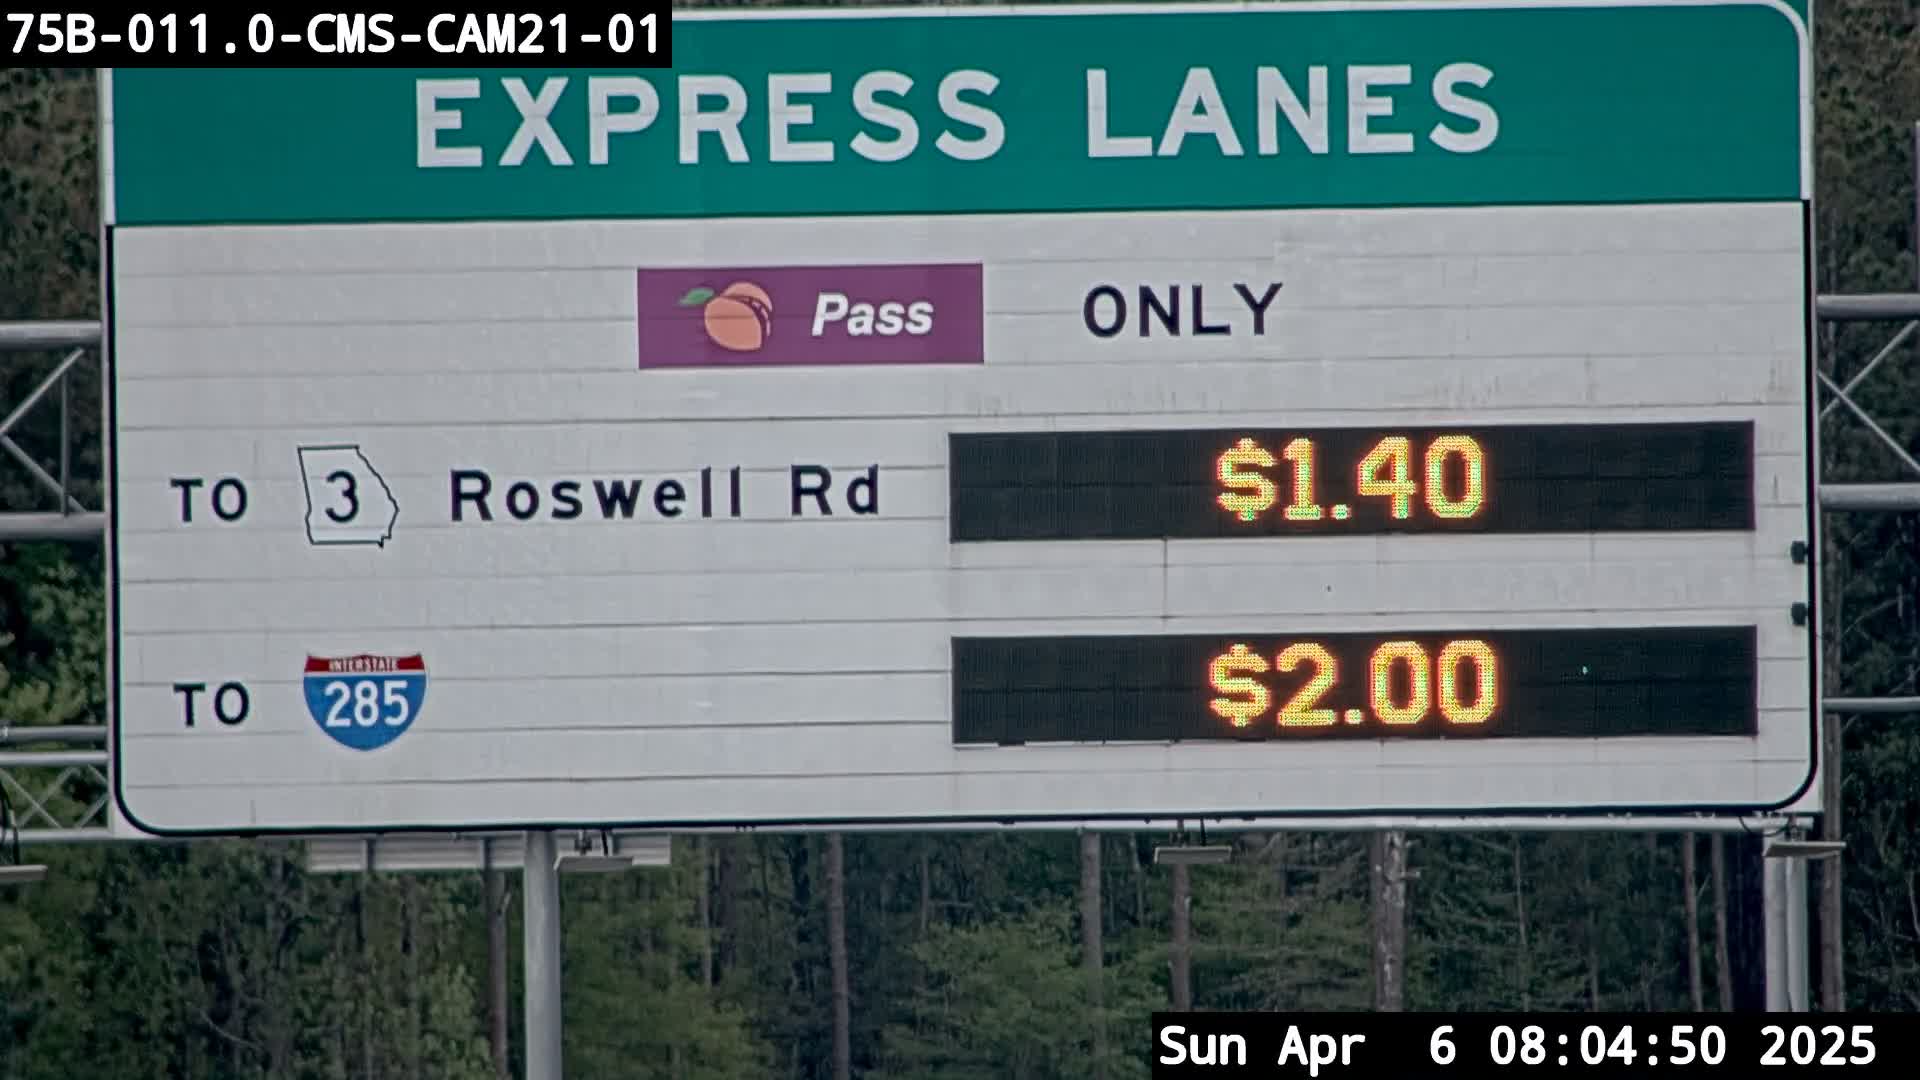 75B-011.0-CMS-CAM21-01
EXPRESS LANES
Pass ONLY
TO 3 Roswell Rd $1.40
TO INTERSTATE 285 $2.00
Sun Apr 6 08:04:50 2025